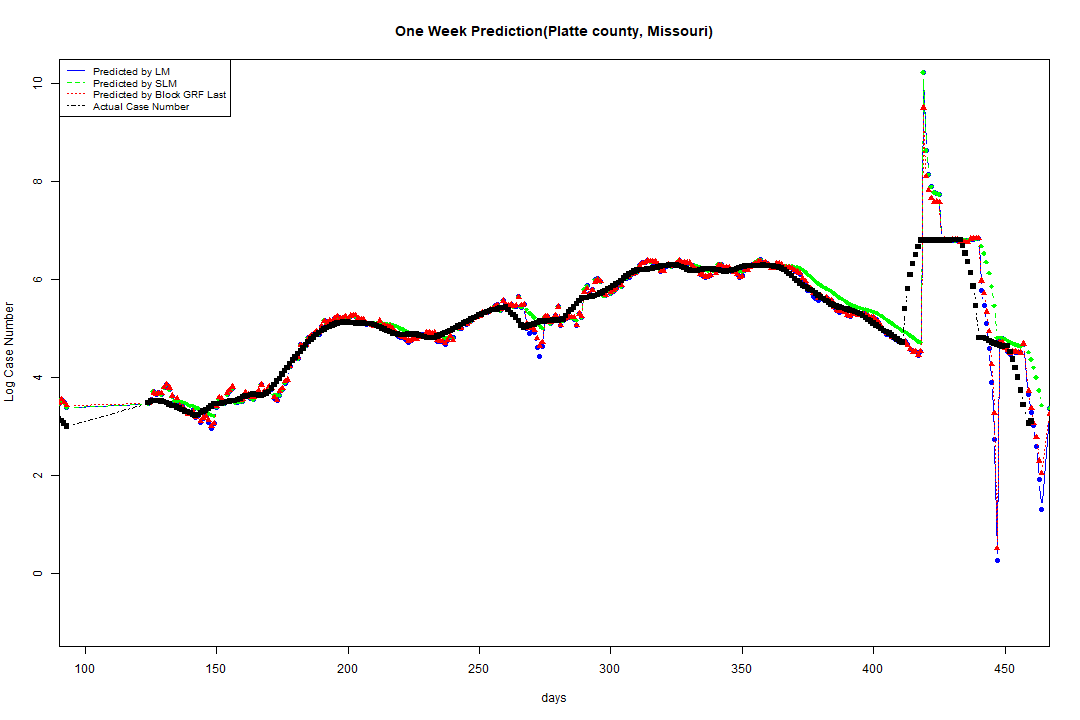 One Week Prediction(Platte county, Missouri)
Predicted by LM
Predicted by SLM
Predicted by Block GRF Last
Actual Case Number
Log Case Number
10
8
6
4
2
0
100 150 200 250 300 350 400 450
days